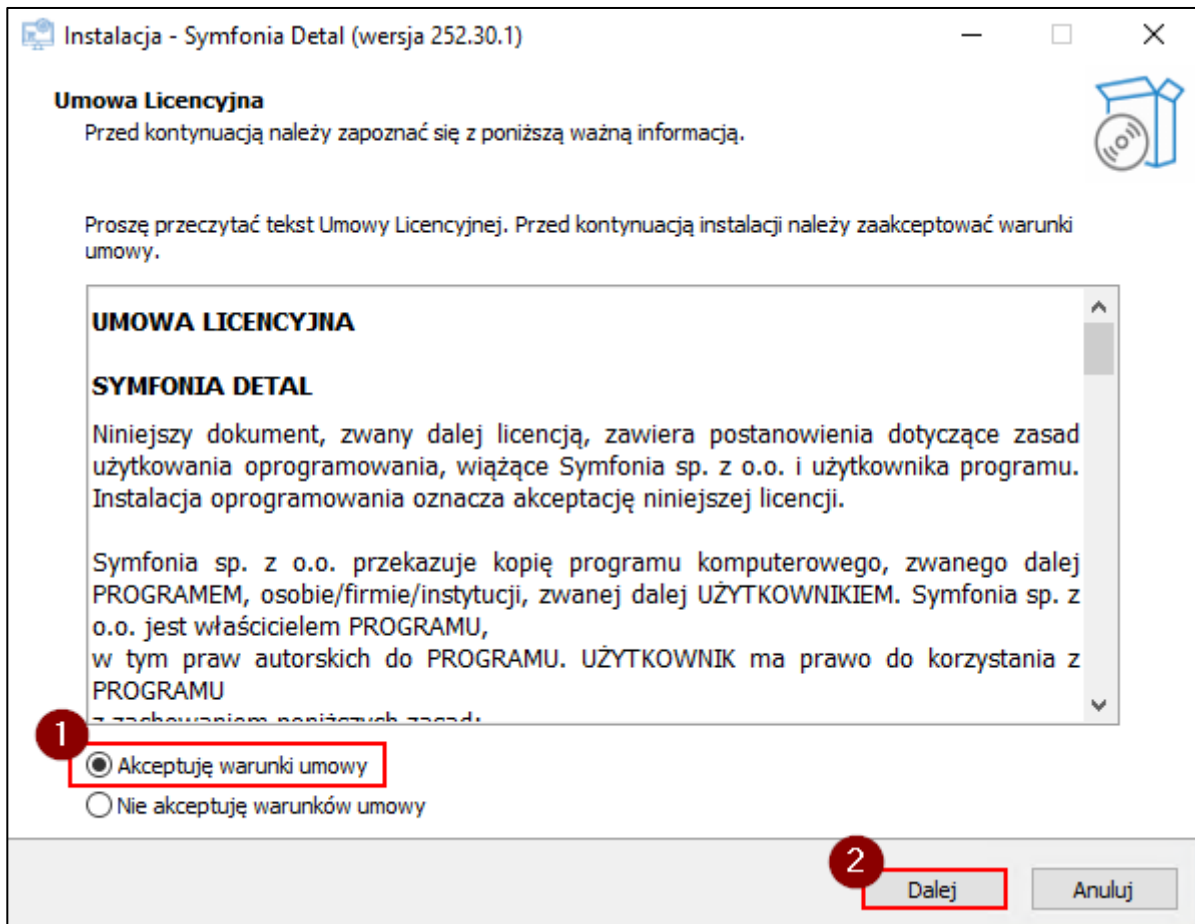 Instalacja - Symfonia Detal (wersja 252.30.1)
Umowa Licencyjna
Przed kontynuacją należy zapoznać się z poniższą ważną informacją.
Proszę przeczytać tekst Umowy Licencyjnej. Przed kontynuacją instalacji należy zaakceptować warunki
umowy.
UMOWA LICENCYJNA
SYMFONIA DETAL
Niniejszy dokument, zwany dalej licencją, zawiera postanowienia dotyczące zasad
użytkowania oprogramowania, wiążące Symfonia sp. z o.o. i użytkownika programu.
Instalacja oprogramowania oznacza akceptację niniejszej licencji.
Symfonia sp. z o.o. przekazuje kopię programu komputerowego, zwanego dalej
PROGRAMEM, osobie/firmie/instytucji, zwanej dalej UŻYTKOWNIKIEM. Symfonia sp. z
o.o. jest właścicielem PROGRAMU,
w tym praw autorskich do PROGRAMU. UŻYTKOWNIK ma prawo do korzystania z
PROGRAMU
z zachowaniem poniższych zasad:
1
Akceptuję warunki umowy
Nie akceptuję warunków umowy
2
Dalej
Anuluj